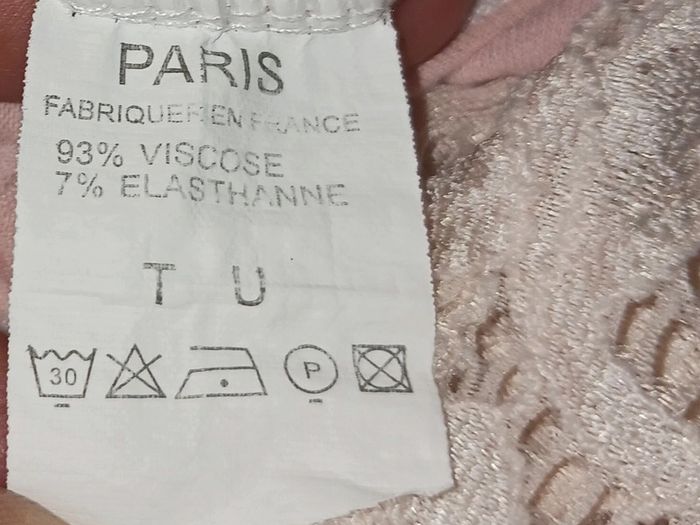 PARIS
FABRIQUER EN FRANCE
93% VISCOSE
7% ELASTHANNE
T U
30
P